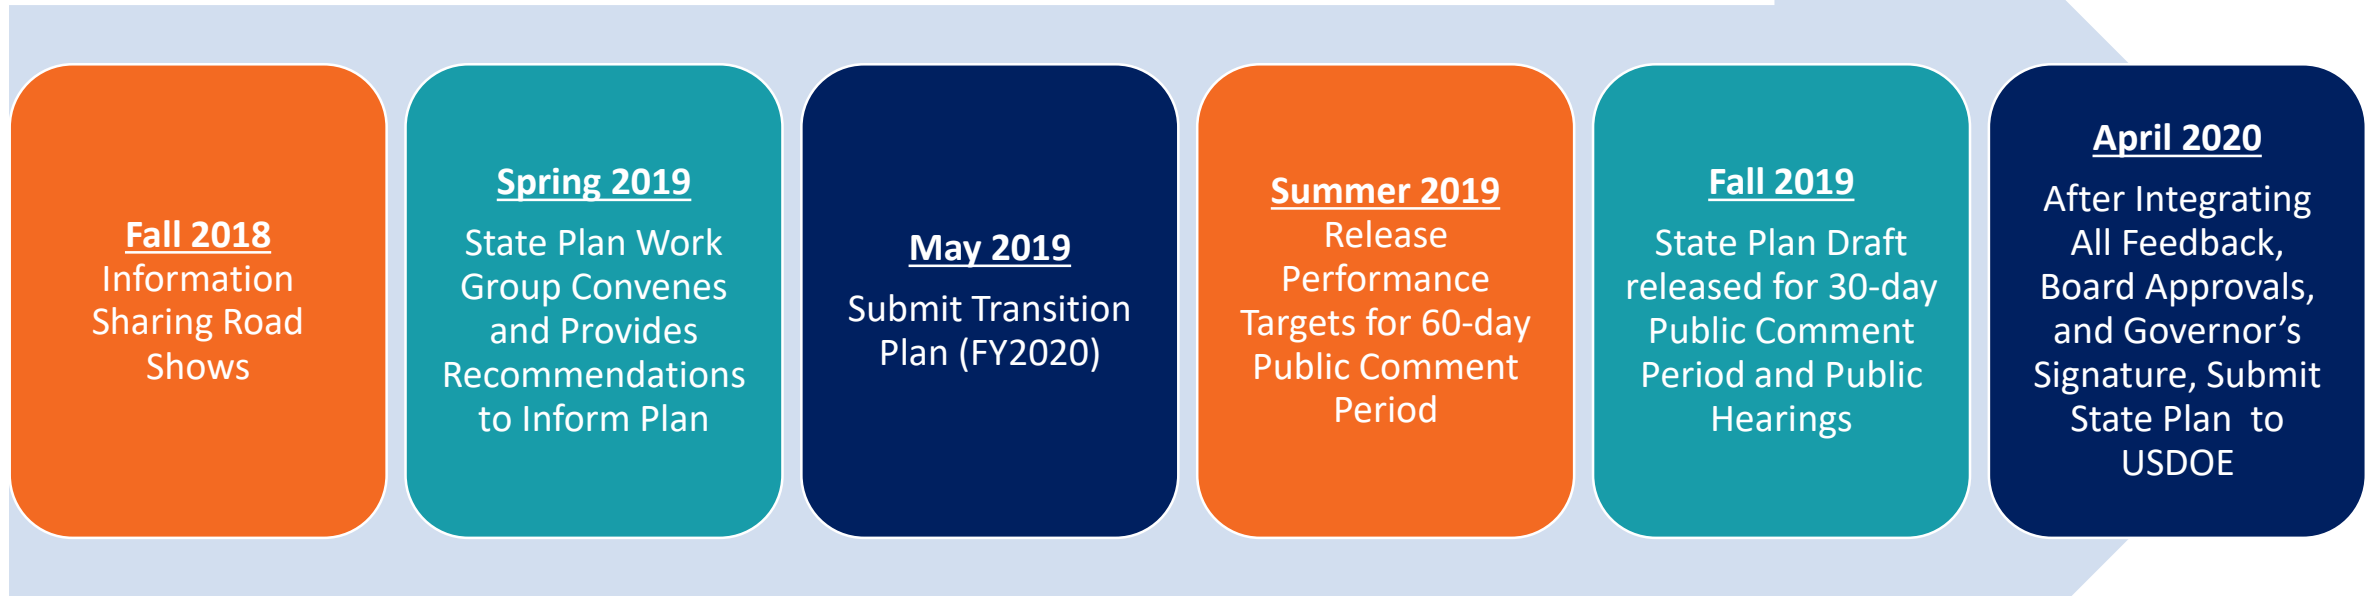 Fall 2018
Information
Sharing Road
Shows
Spring 2019
State Plan Work
Group Convenes
and Provides
Recommendations
to Inform Plan
May 2019
Submit Transition
Plan (FY2020)
Summer 2019
Release
Performance
Targets for 60-day
Public Comment
Period
Fall 2019
State Plan Draft
released for 30-day
Public Comment
Period and Public
Hearings
April 2020
After Integrating
All Feedback,
Board Approvals,
and Governor’s
Signature, Submit
State Plan  to
USDOE